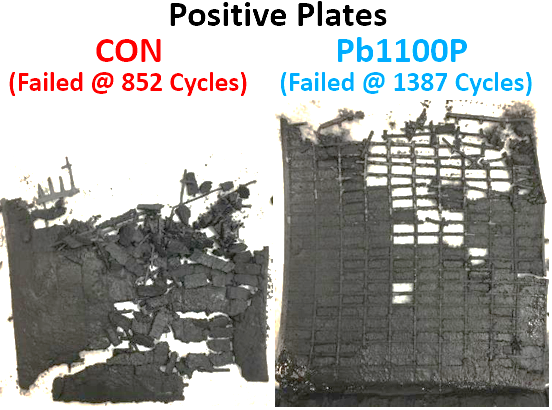 Positive Plates
CON
(Failed @ 852 Cycles)
Pb1100P
(Failed @ 1387 Cycles)